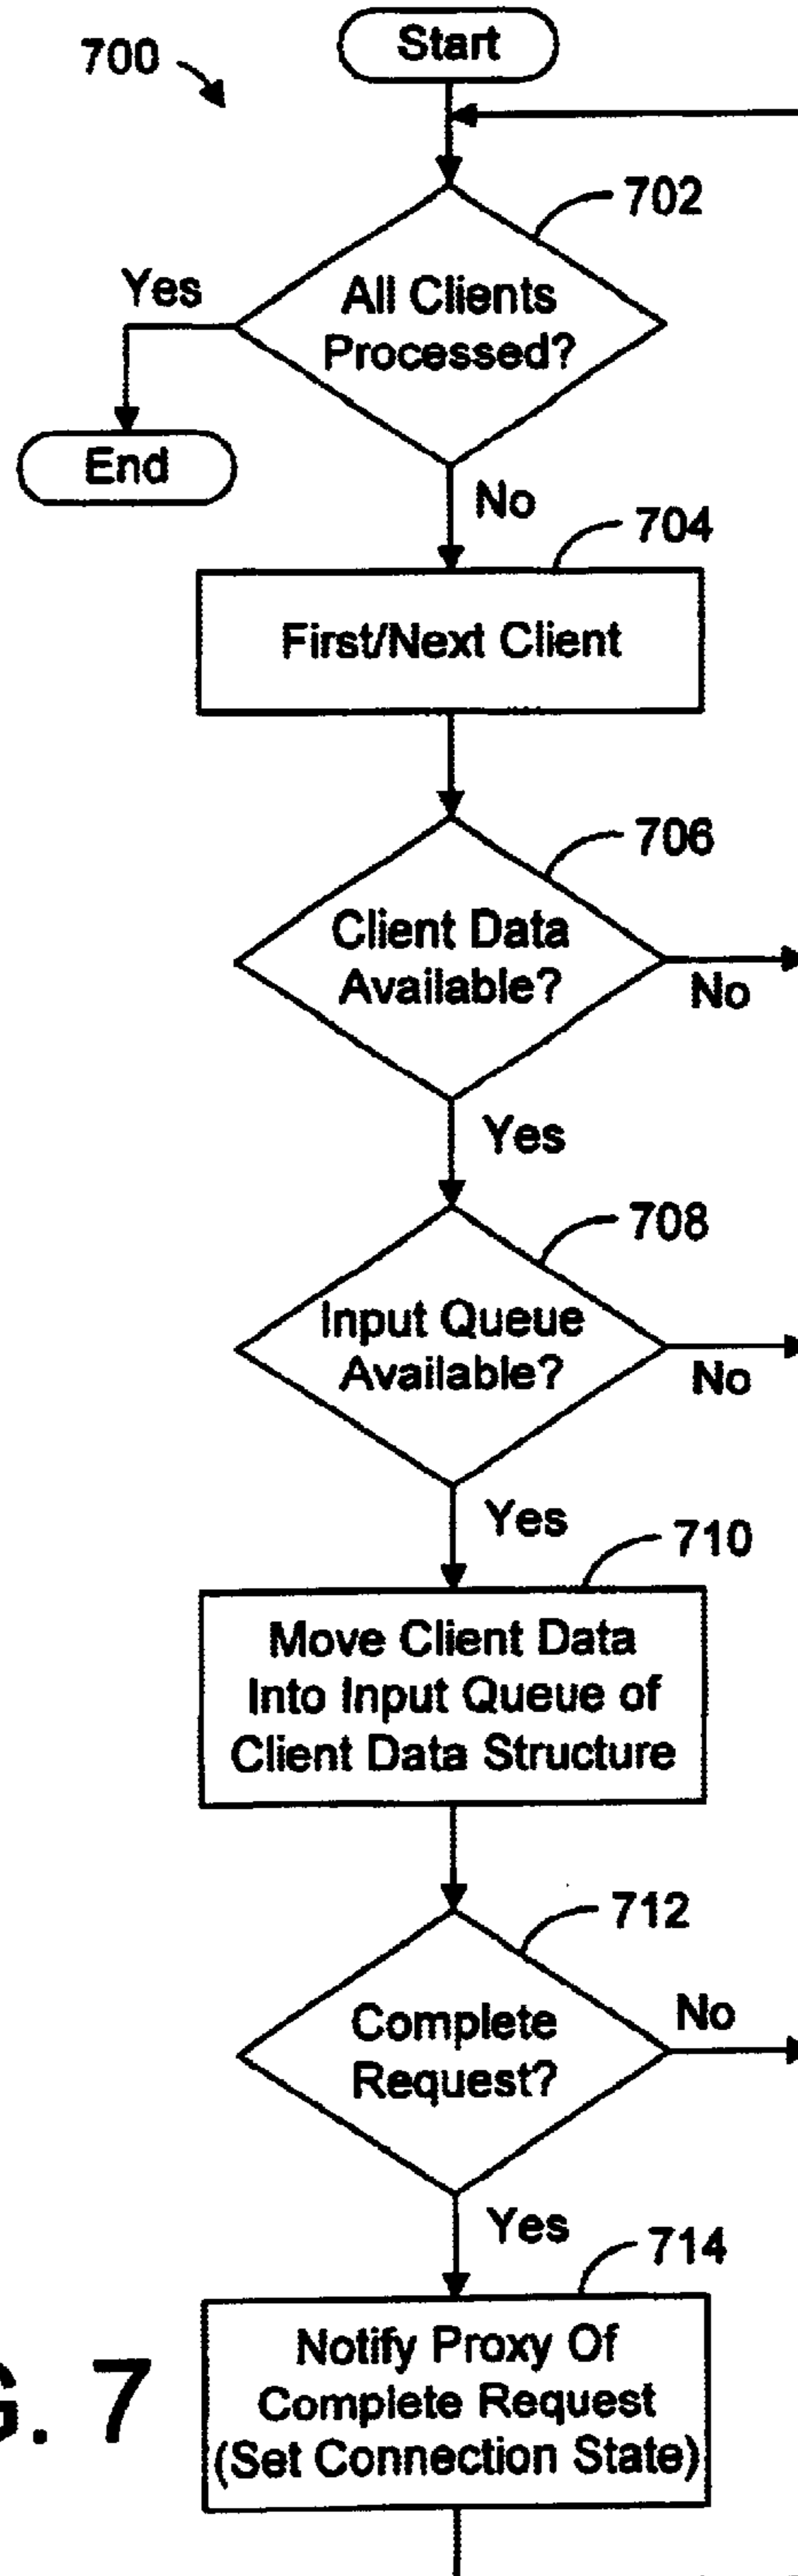 700
Start
702
All Clients
Processed?
Yes
End
No
704
First/Next Client
706
Client Data
Available?
No
Yes
708
Input Queue
Available?
No
Yes
710
Move Client Data
Into Input Queue of
Client Data Structure
712
Complete
Request?
No
Yes
714
Notify Proxy Of
Complete Request
(Set Connection State)
G. 7